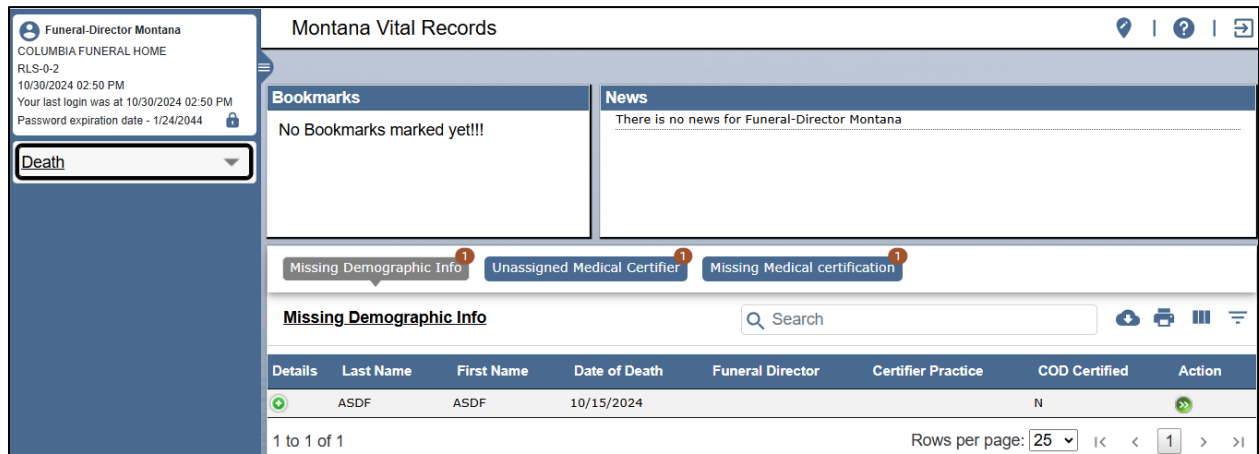 Funeral-Director Montana
COLUMBIA FUNERAL HOME
RLS-0-2
10/30/2024 02:50 PM
Your last login was at 10/30/2024 02:50 PM
Password expiration date - 1/24/2044
Death
Montana Vital Records
Bookmarks
No Bookmarks marked yet!!!
News
There is no news for Funeral-Director Montana
Missing Demographic Info 1 Unassigned Medical Certifier 1 Missing Medical certification 1
Missing Demographic Info Search
Details Last Name First Name Date of Death Funeral Director Certifier Practice COD Certified Action
ASDF ASDF 10/15/2024 N
1 to 1 of 1 Rows per page: 25 1